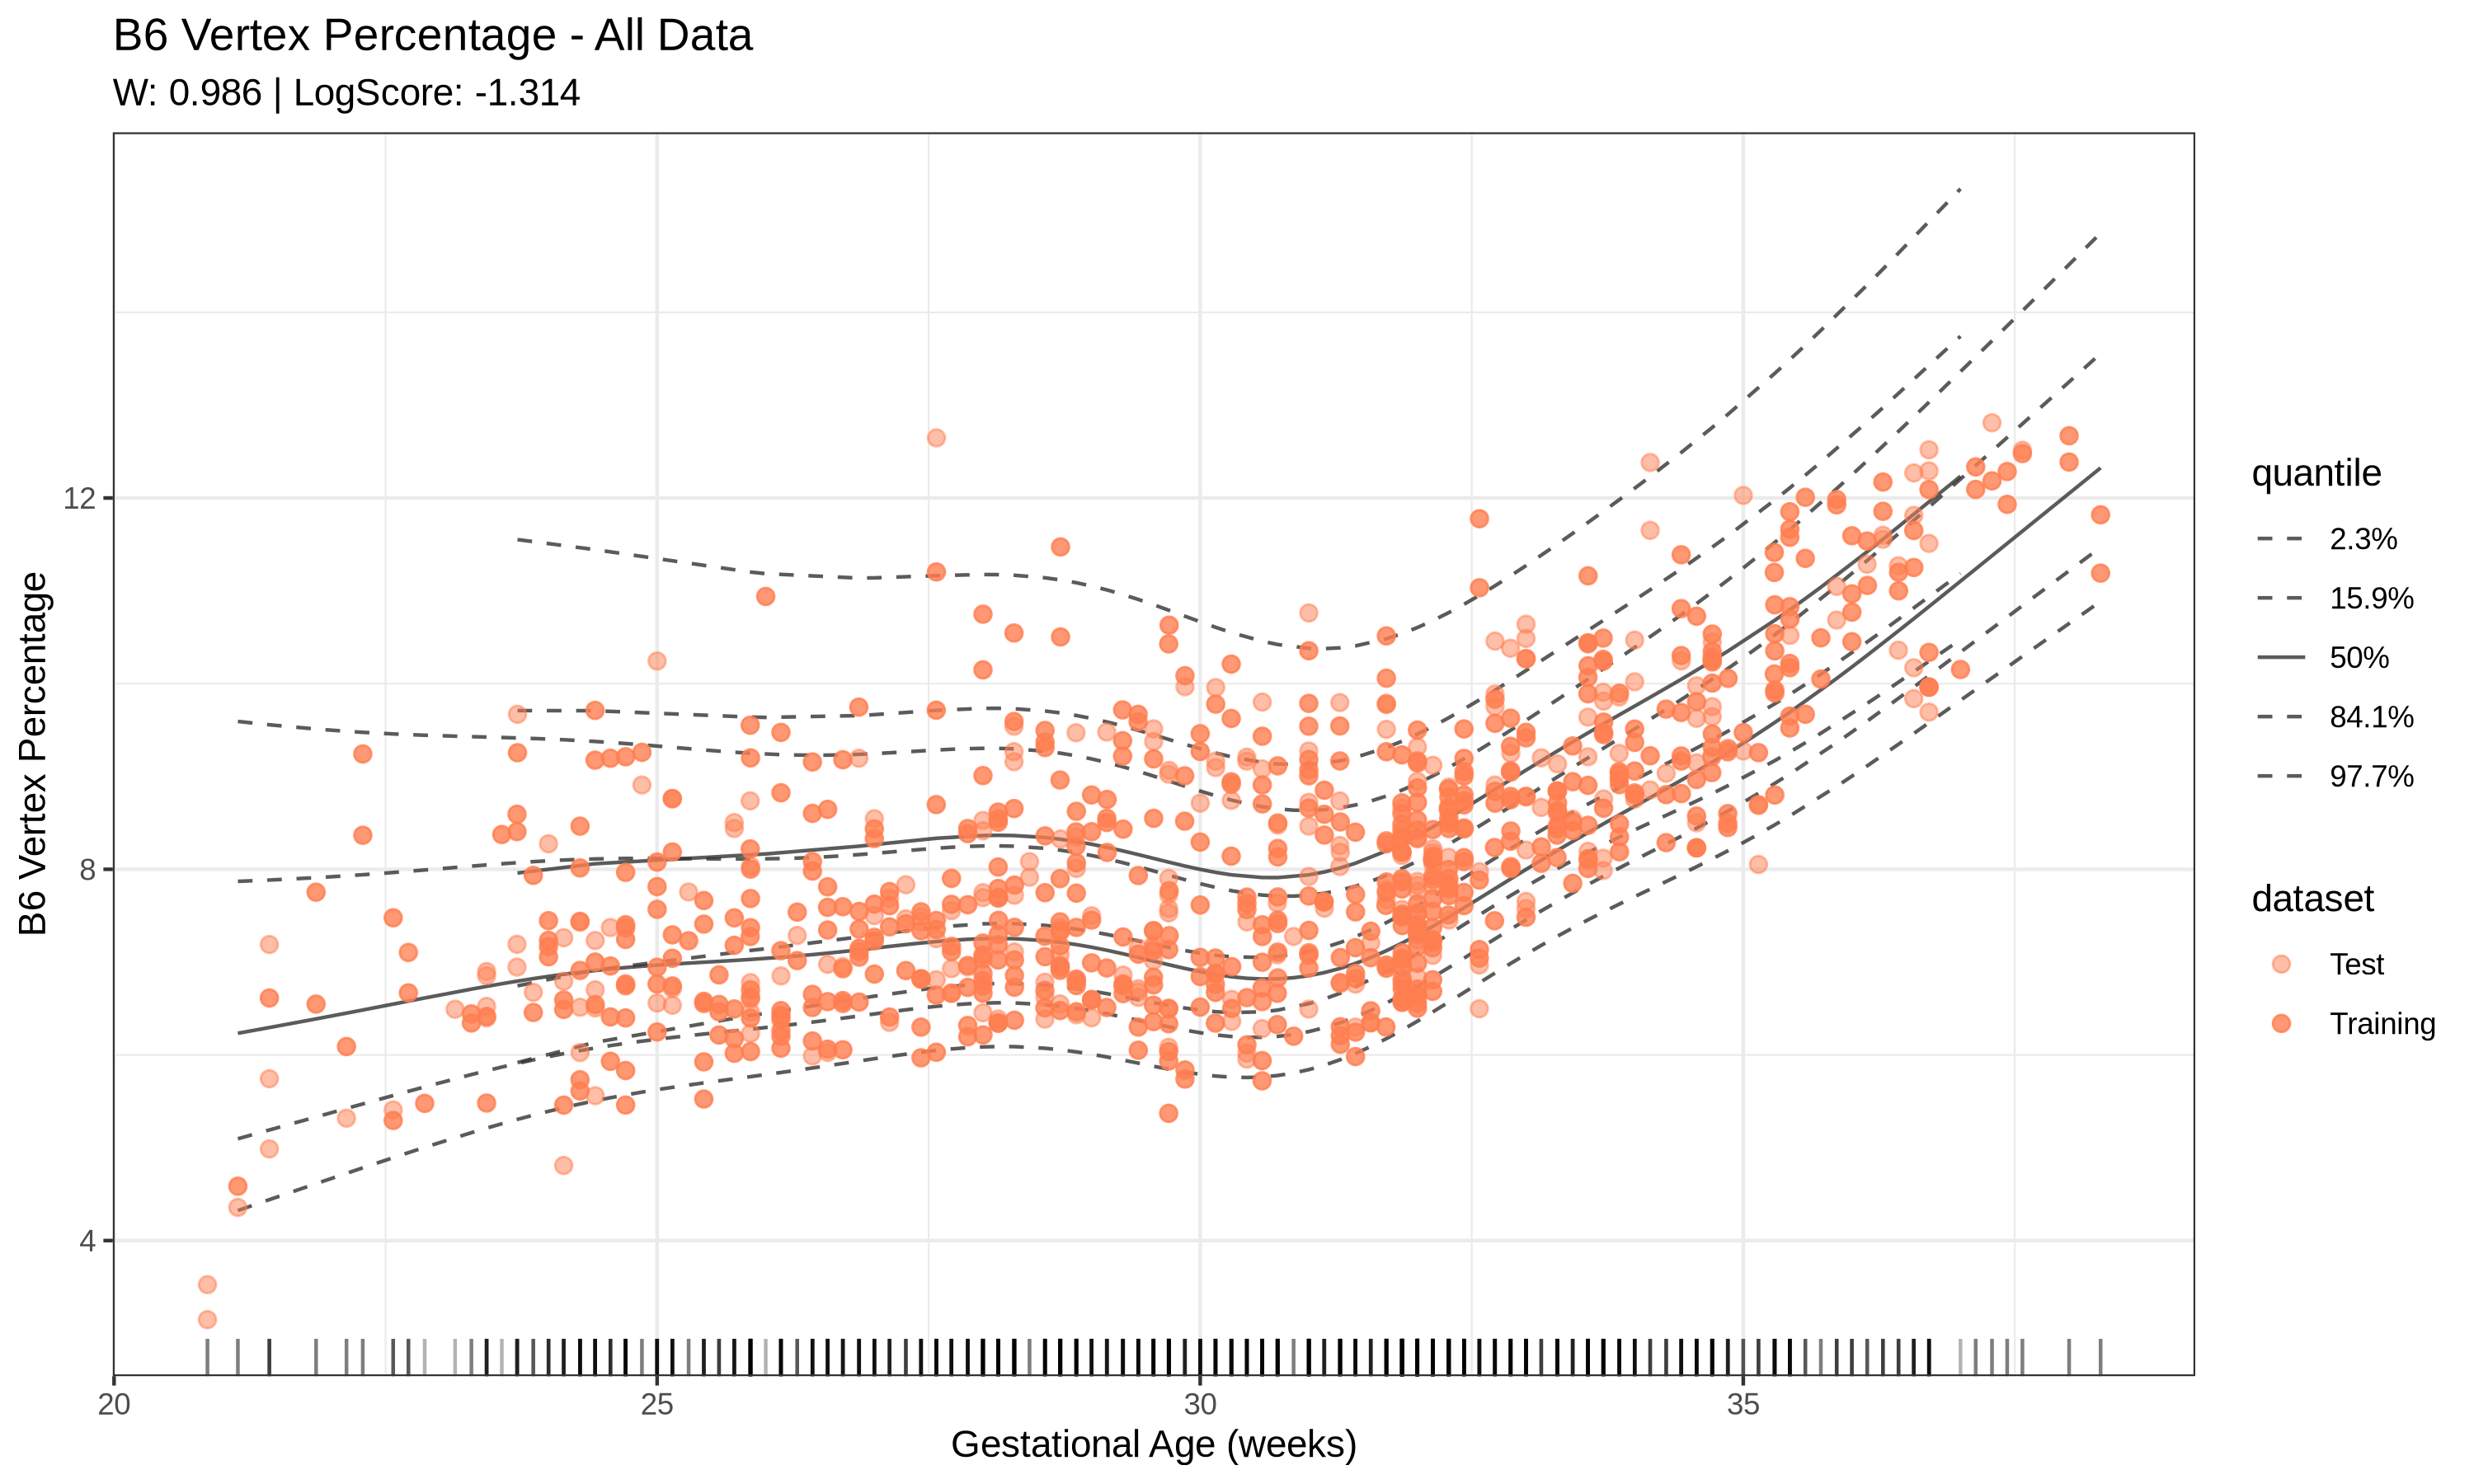 B6 Vertex Percentage - All Data
W: 0.986 | LogScore: -1.314
B6 Vertex Percentage
12
8
4
20
25
30
35
Gestational Age (weeks)
quantile
2.3%
15.9%
50%
84.1%
97.7%
dataset
Test
Training